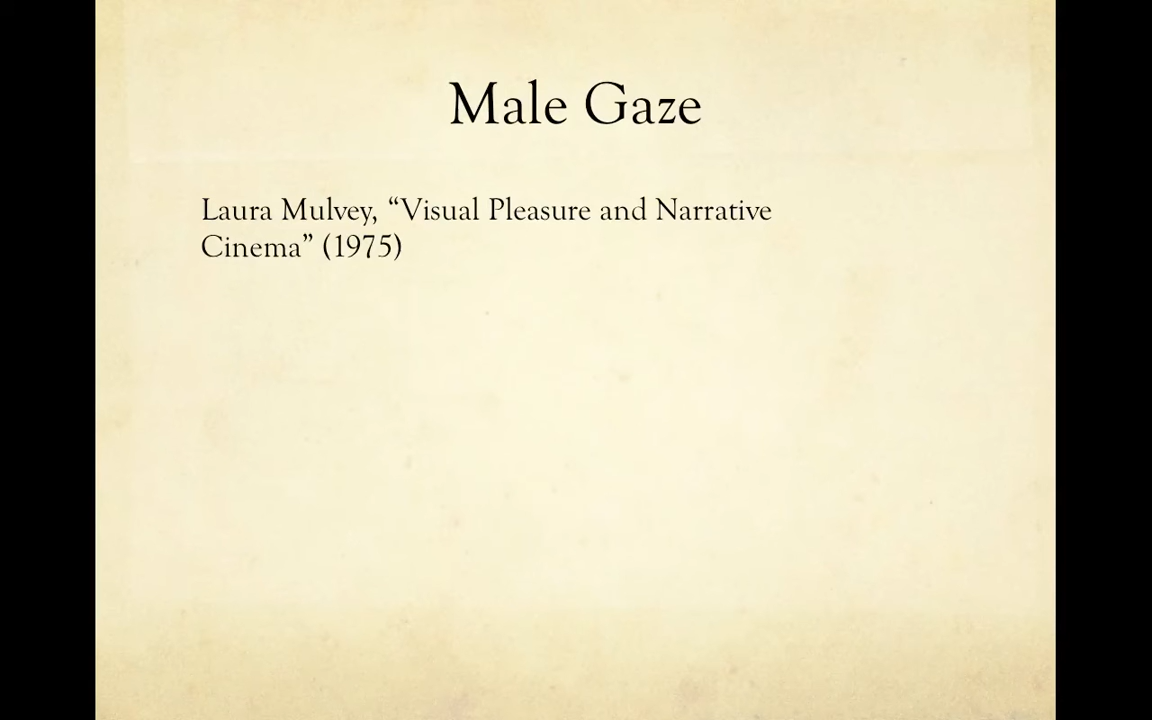 Male Gaze
Laura Mulvey, “Visual Pleasure and Narrative
Cinema” (1975)